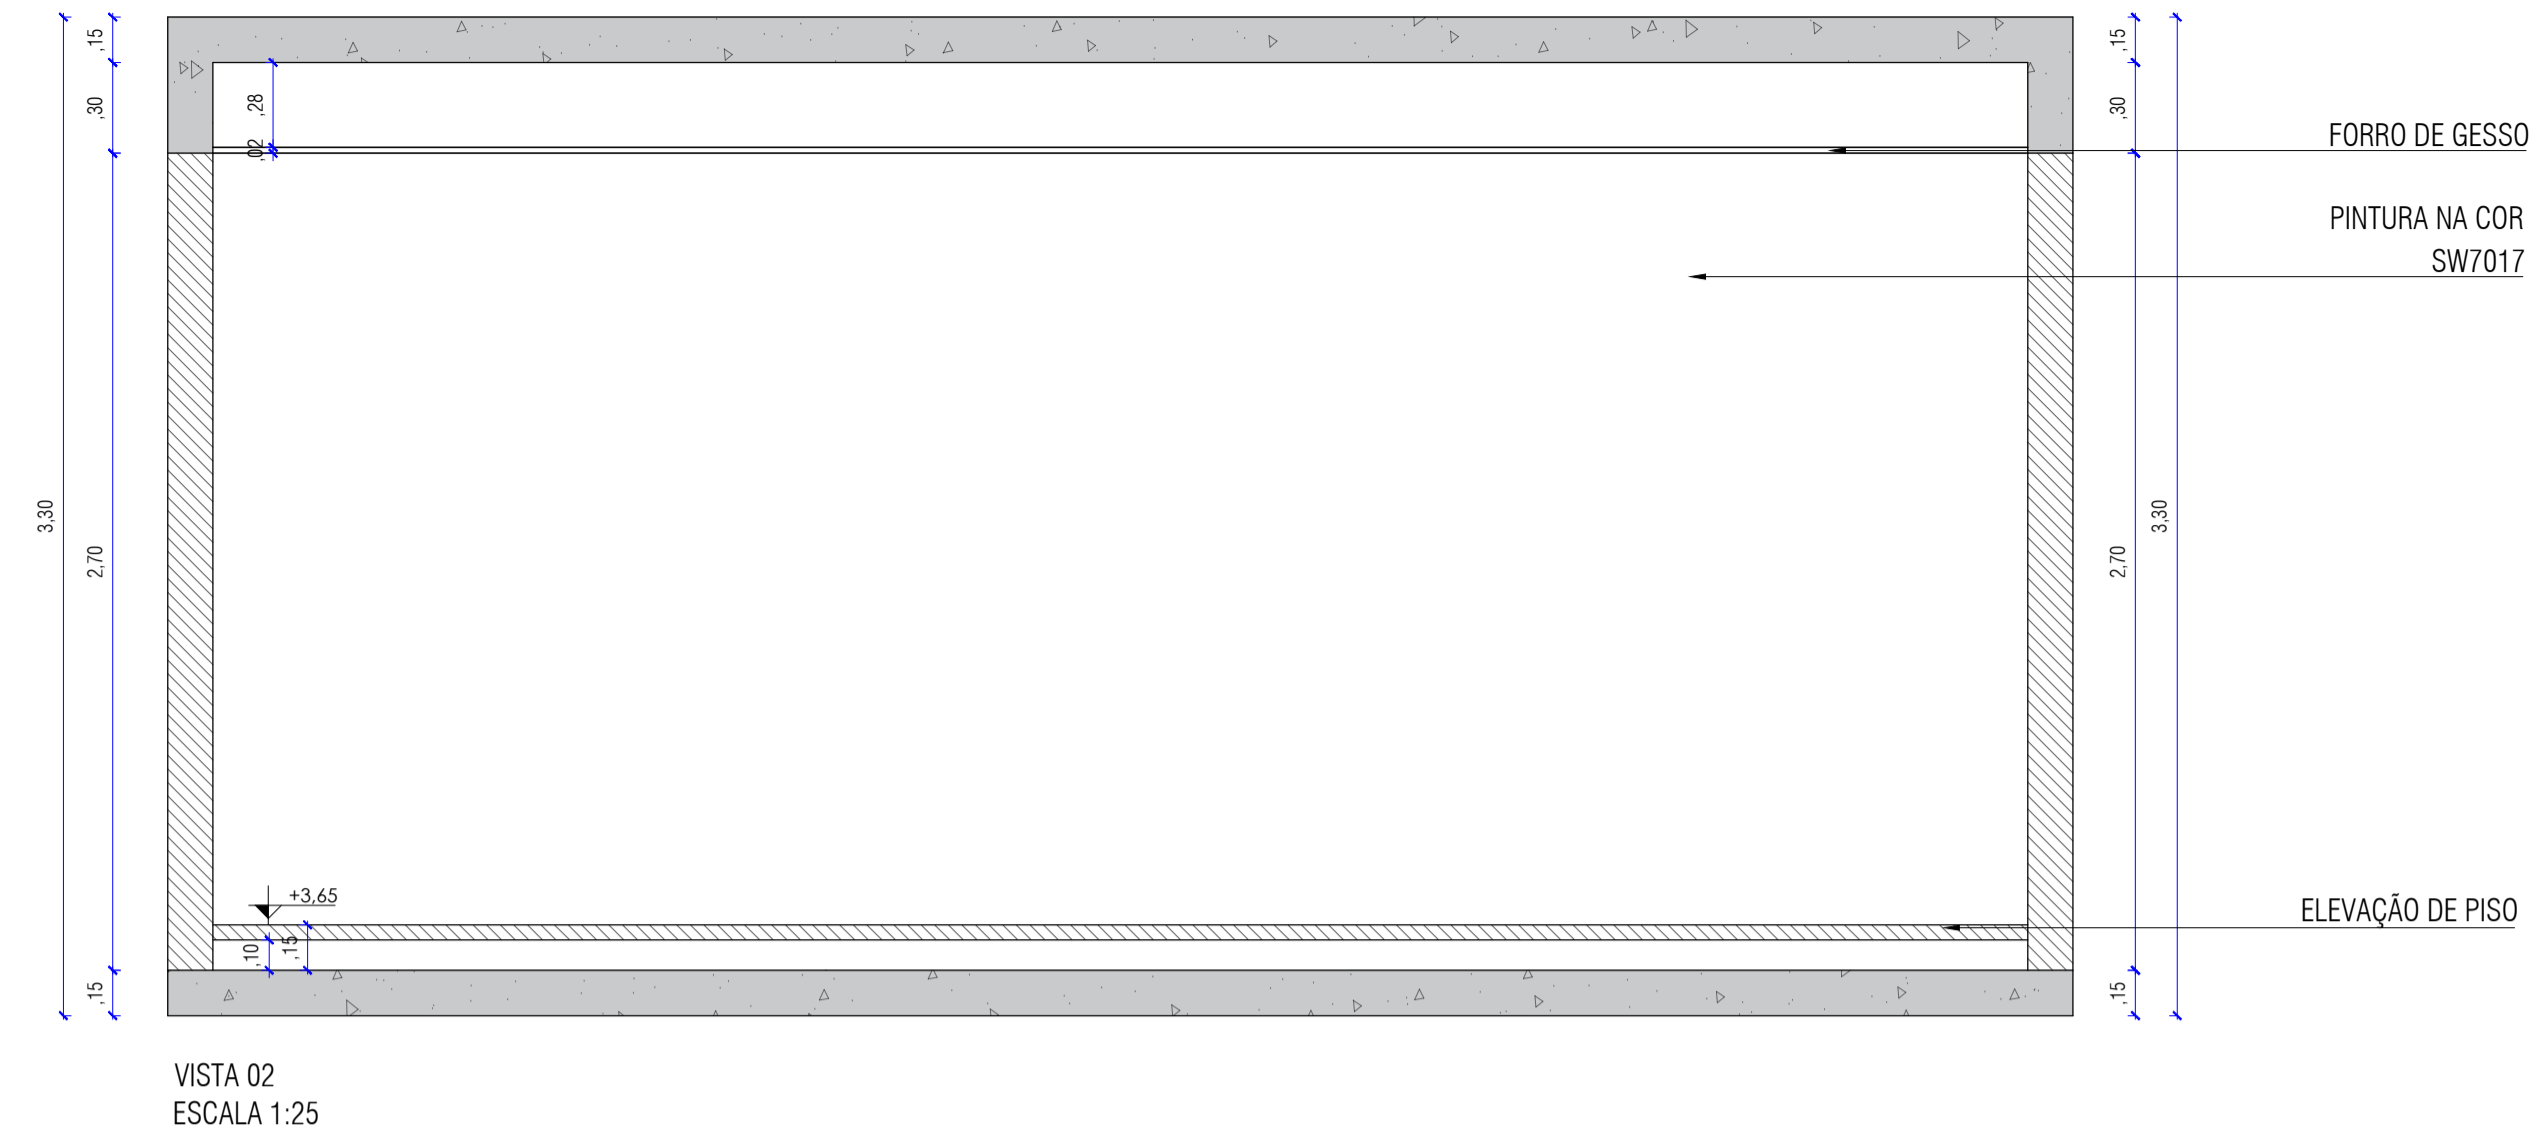 ,15
,15
,30
,28
,30
,02
FORRO DE GESSO
PINTURA NA COR
SW7017
3,30
2,70
2,70
3,30
+3,65
ELEVAÇÃO DE PISO
,10
,15
,15
,15
VISTA 02
ESCALA 1:25